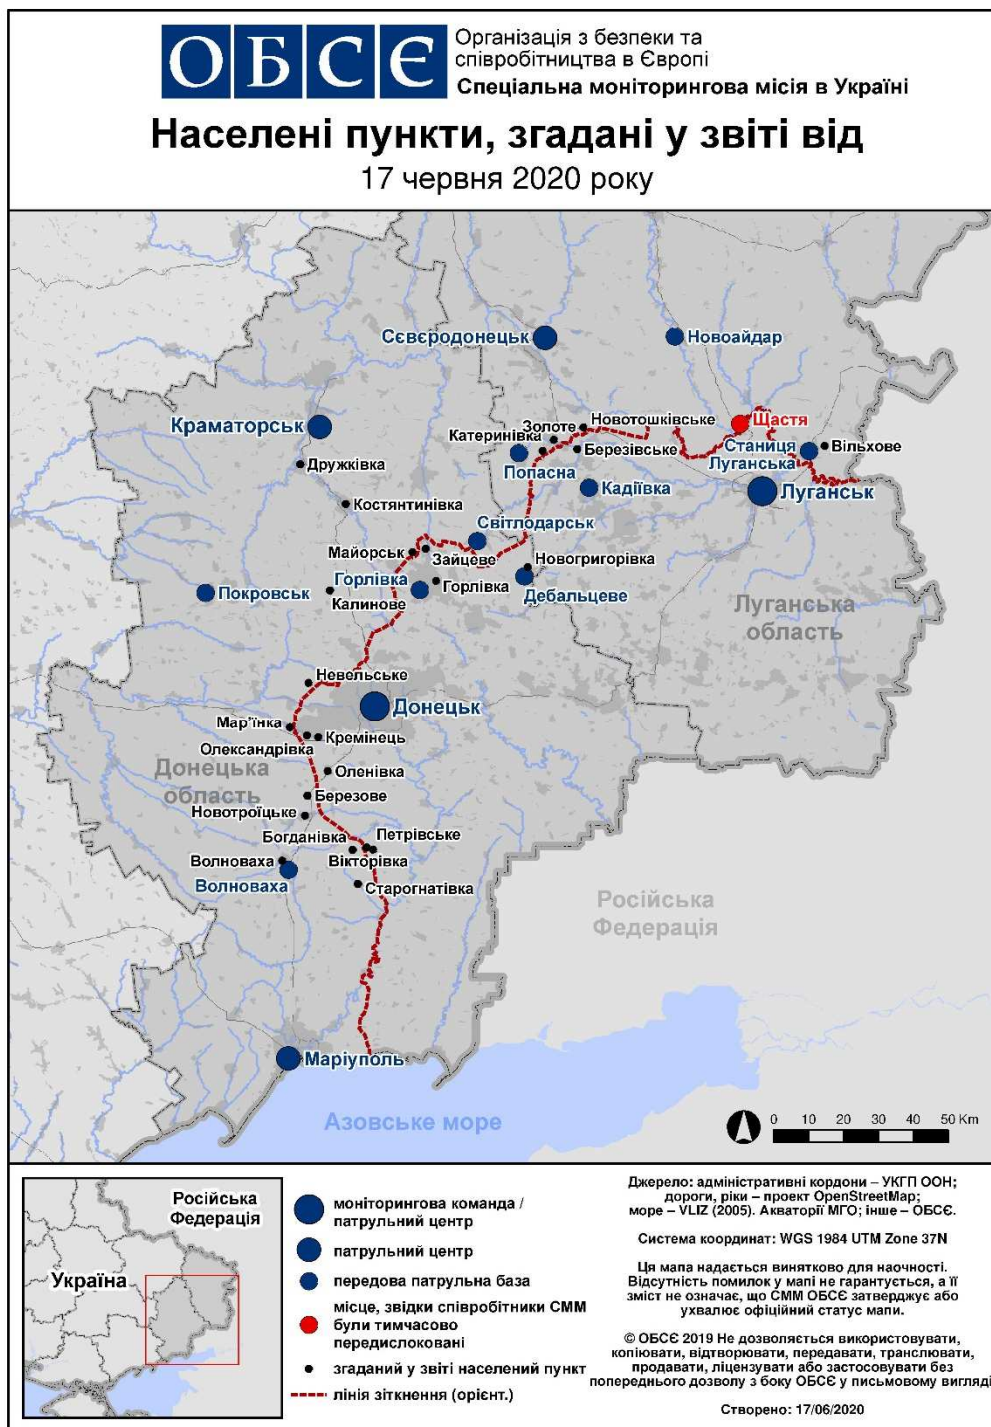 ОБСЄ
Організація з безпеки та
співробітництва в Європі
Спеціальна моніторингова місія в Україні
Населені пункти, згадані у звіті від
17 червня 2020 року
Сєвєродонецьк
Новоайдар
Краматорськ
Золоте
Новотошківське
Щастя
Катеринівка
Березівське
Станиця
Луганська
Вільхове
Дружківка
Попасна
Кадіївка
Луганськ
Костянтинівка
Світлодарськ
Майорськ
Зайцеве
Новогригорівка
Горлівка
Горлівка
Покровськ
Калинове
Дебальцеве
Луганська
область
Невельське
Донецьк
Мар'їнка
Кремінець
Олександрівка
Донецька
область
Оленівка
Березове
Новотроїцьке
Богданівка
Петрівське
Волноваха
Вікторівка
Волноваха
Старогнатівка
Російська
Федерація
Маріуполь
Азовське море
0 10 20 30 40 50 Km
Російська
Федерація
Україна
моніторингова команда /
патрульний центр
патрульний центр
передова патрульна база
місце, звідки співробітники СММ
були тимчасово
передислоковані
згаданий у звіті населений пункт
лінія зіткнення (орієнт.)
Джерело: адміністративні кордони – УКГП ООН;
дороги, ріки – проект OpenStreetMap;
море – VLIZ (2005). Акваторії МГО; інше – ОБСЄ.
Система координат: WGS 1984 UTM Zone 37N
Ця мапа надається винятково для наочності.
Відсутність помилок у мапі не гарантується, а її
зміст не означає, що СММ ОБСЄ затверджує або
ухвалює офіційний статус мапи.
© ОБСЄ 2019 Не дозволяється використовувати,
копіювати, відтворювати, передавати, транслювати,
продавати, ліцензувати або застосовувати без
попереднього дозволу з боку ОБСЄ у письмовому вигляді
Створено: 17/06/2020